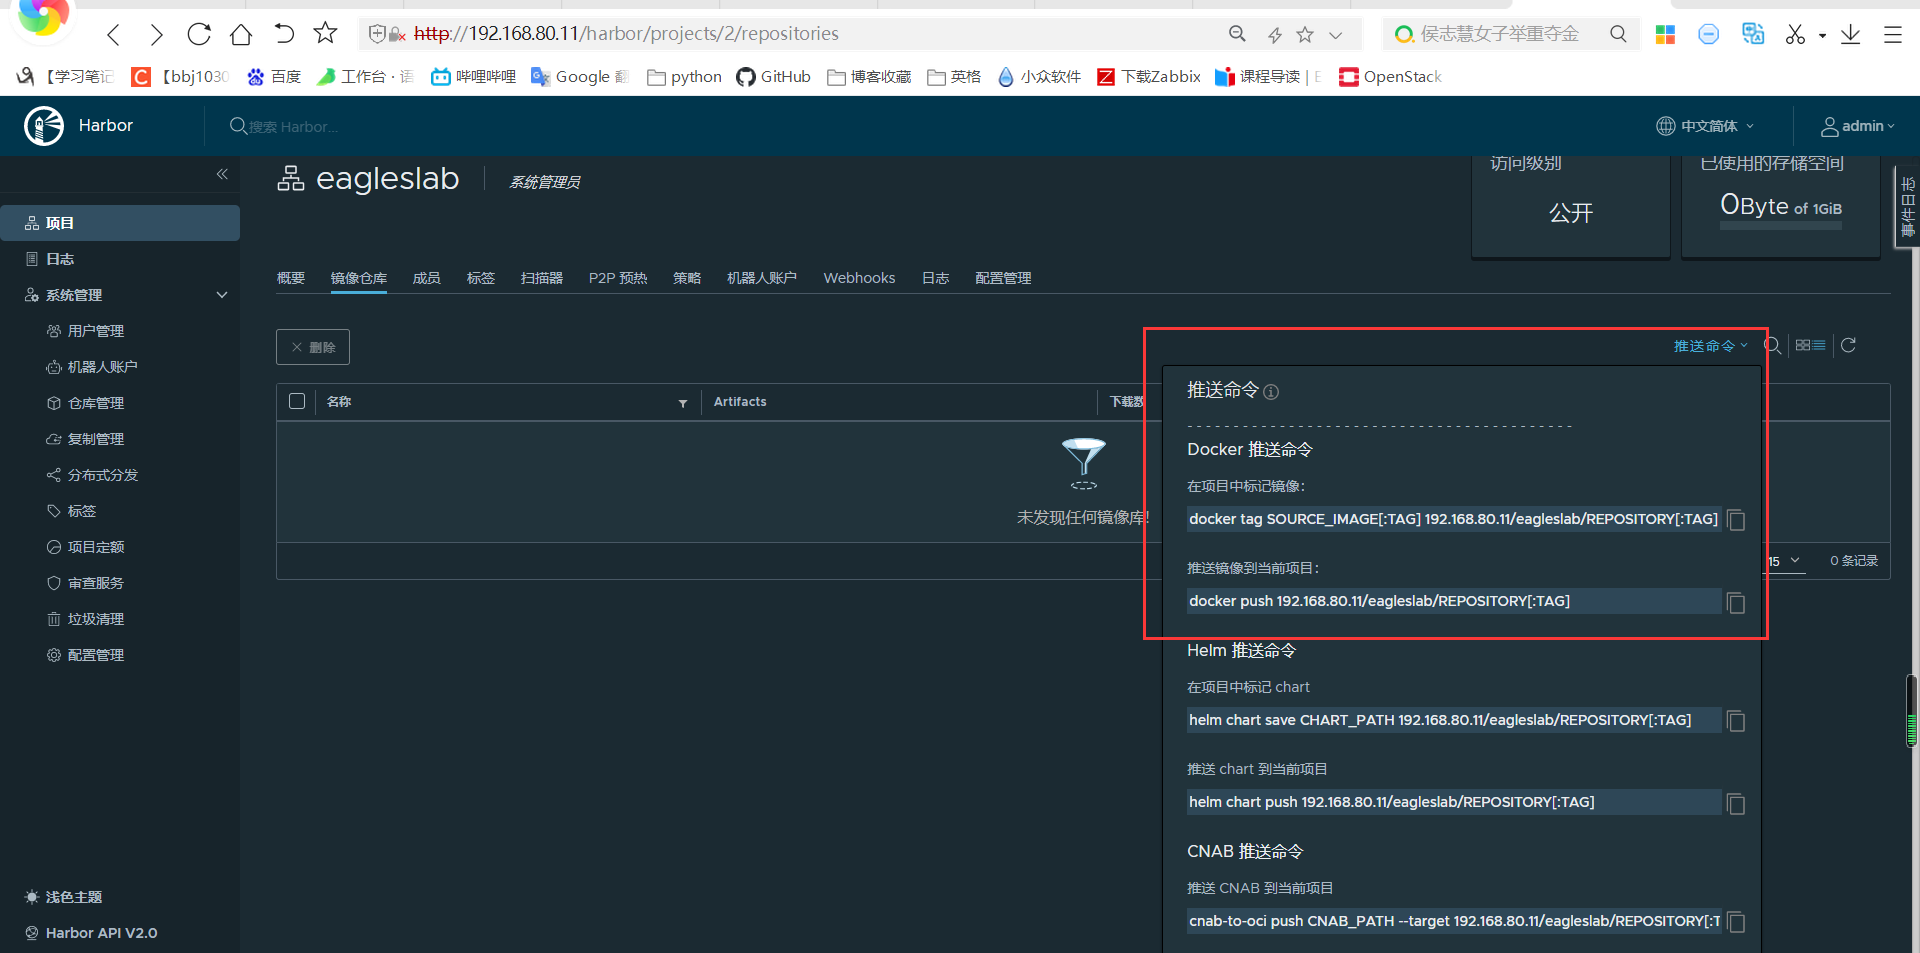 http://192.168.80.11/harbor/projects/2/repositories
侯志慧女子举重夺金
【学习笔记
【bbj1030
百度
工作台 · 语
哔哩哔哩
Google 翻
python
GitHub
博客收藏
英格
小众软件
下载Zabbix
课程导读 |
OpenStack
Harbor
搜索 Harbor...
中文简体
admin
项目
日志
系统管理
用户管理
机器人账户
仓库管理
复制管理
分布式分发
标签
项目定额
审查服务
垃圾清理
配置管理
浅色主题
Harbor API V2.0
eagleslab
系统管理员
访问级别
公开
已使用的存储空间
0Byte of 1GiB
事件日志
概要
镜像仓库
成员
标签
扫描器
P2P 预热
策略
机器人账户
Webhooks
日志
配置管理
删除
推送命令
名称
Artifacts
下载数
未发现任何镜像库!
15
0 条记录
推送命令
- - - - - - - - - - - - - - - - - - - - - - - - - - - - - - - - - - - - - - - - - -
Docker 推送命令
在项目中标记镜像:
docker tag SOURCE_IMAGE[:TAG] 192.168.80.11/eagleslab/REPOSITORY[:TAG]
推送镜像到当前项目:
docker push 192.168.80.11/eagleslab/REPOSITORY[:TAG]
Helm 推送命令
在项目中标记 chart
helm chart save CHART_PATH 192.168.80.11/eagleslab/REPOSITORY[:TAG]
推送 chart 到当前项目
helm chart push 192.168.80.11/eagleslab/REPOSITORY[:TAG]
CNAB 推送命令
推送 CNAB 到当前项目
cnab-to-oci push CNAB_PATH --target 192.168.80.11/eagleslab/REPOSITORY[:T